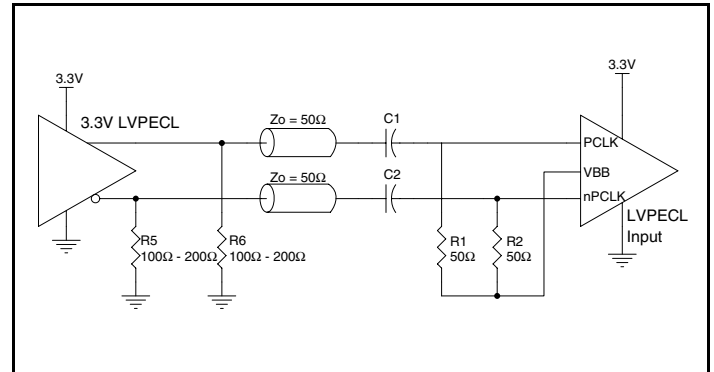 3.3V
3.3V
3.3V LVPECL
Zo = 50Ω
C1
PCLK
VBB
Zo = 50Ω
C2
nPCLK
LVPECL
Input
R5
100Ω - 200Ω
R6
100Ω - 200Ω
R1
50Ω
R2
50Ω